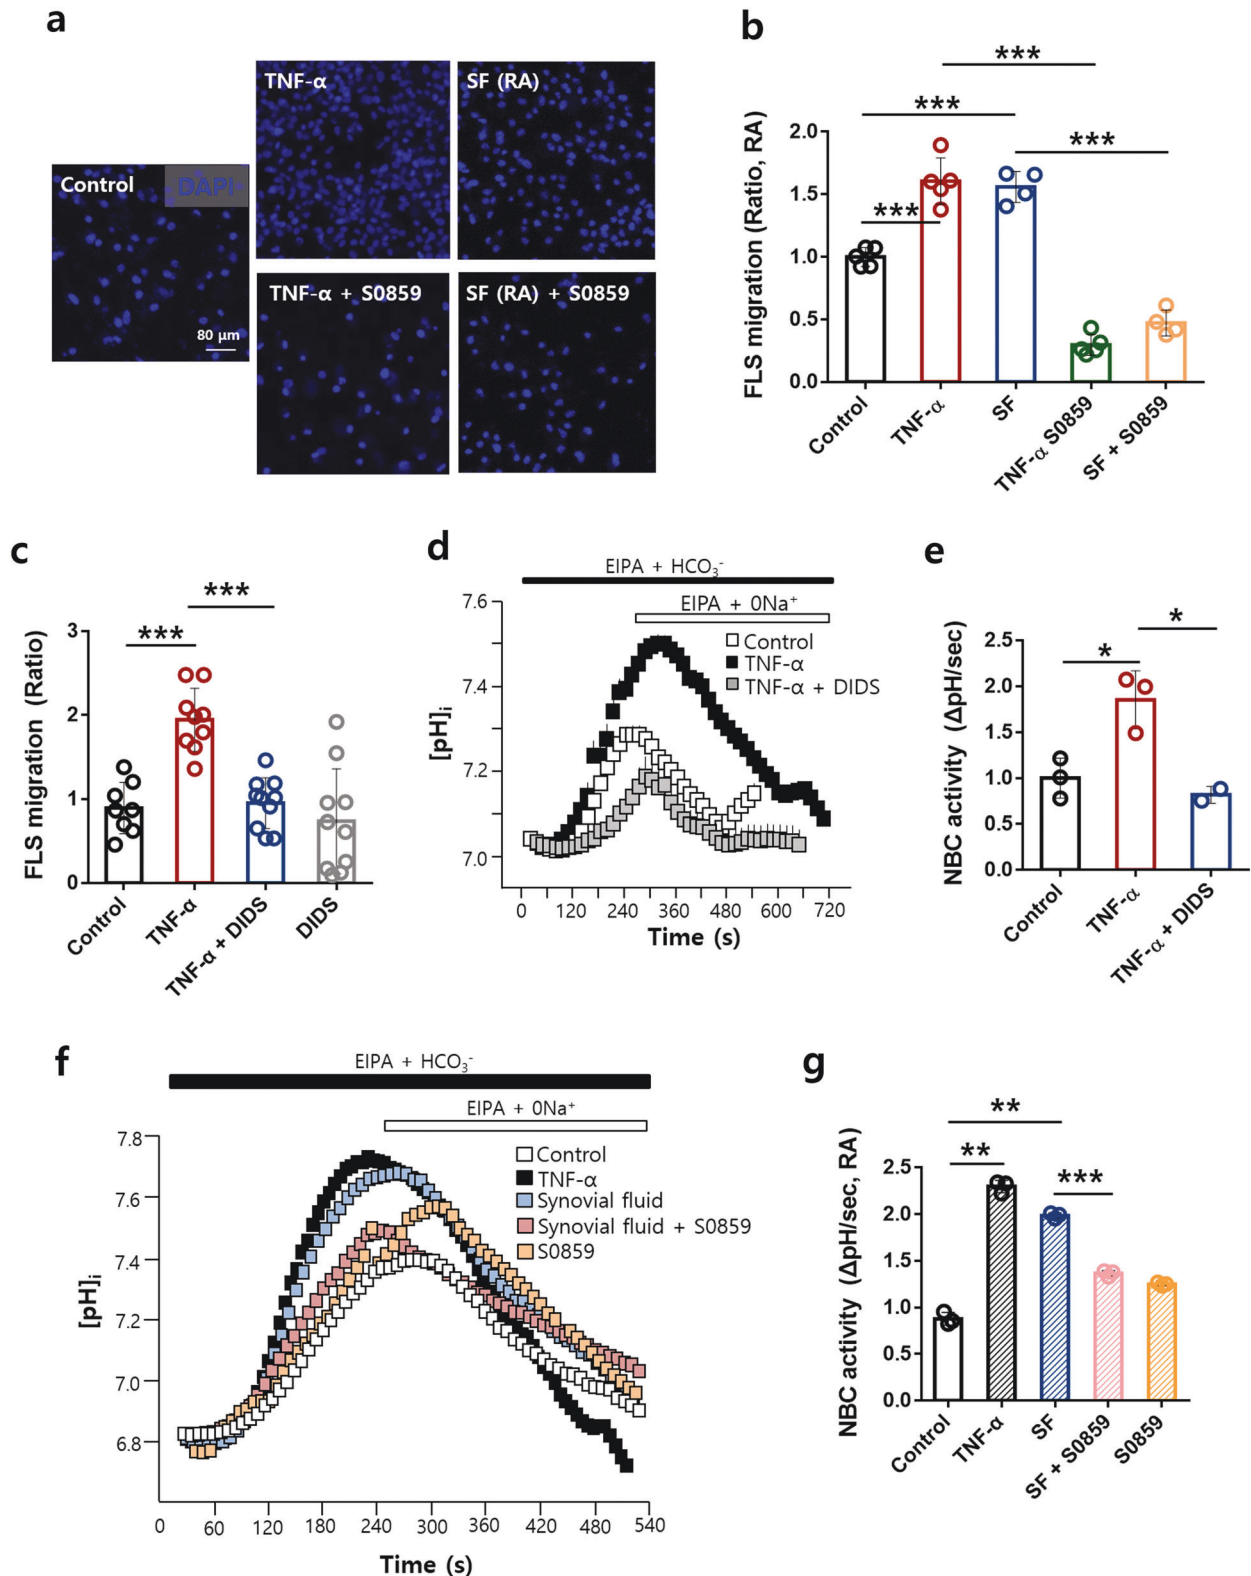 a
Control
DAPI
80 μm
TNF-α
SF (RA)
TNF-α + S0859
SF (RA) + S0859
b
***
***
***
***
FLS migration (Ratio, RA)
2.0
1.5
1.0
0.5
0.0
Control
TNF-α
SF
TNF-α S0859
SF + S0859
c
***
***
FLS migration (Ratio)
3
2
1
0
Control
TNF-α
TNF-α + DIDS
DIDS
d
EIPA + HCO₃⁻
EIPA + 0Na⁺
Control
TNF-α
TNF-α + DIDS
[pH]ᵢ
7.6
7.4
7.2
7.0
0 120 240 360 480 600 720
Time (s)
e
*
*
NBC activity (ΔpH/sec)
2.5
2.0
1.5
1.0
0.5
0.0
Control
TNF-α
TNF-α + DIDS
f
EIPA + HCO₃⁻
EIPA + 0Na⁺
Control
TNF-α
Synovial fluid
Synovial fluid + S0859
S0859
[pH]ᵢ
7.8
7.6
7.4
7.2
7.0
6.8
0 60 120 180 240 300 360 420 480 540
Time (s)
g
**
**
***
NBC activity (ΔpH/sec, RA)
2.5
2.0
1.5
1.0
0.5
0.0
Control
TNF-α
SF
SF + S0859
S0859